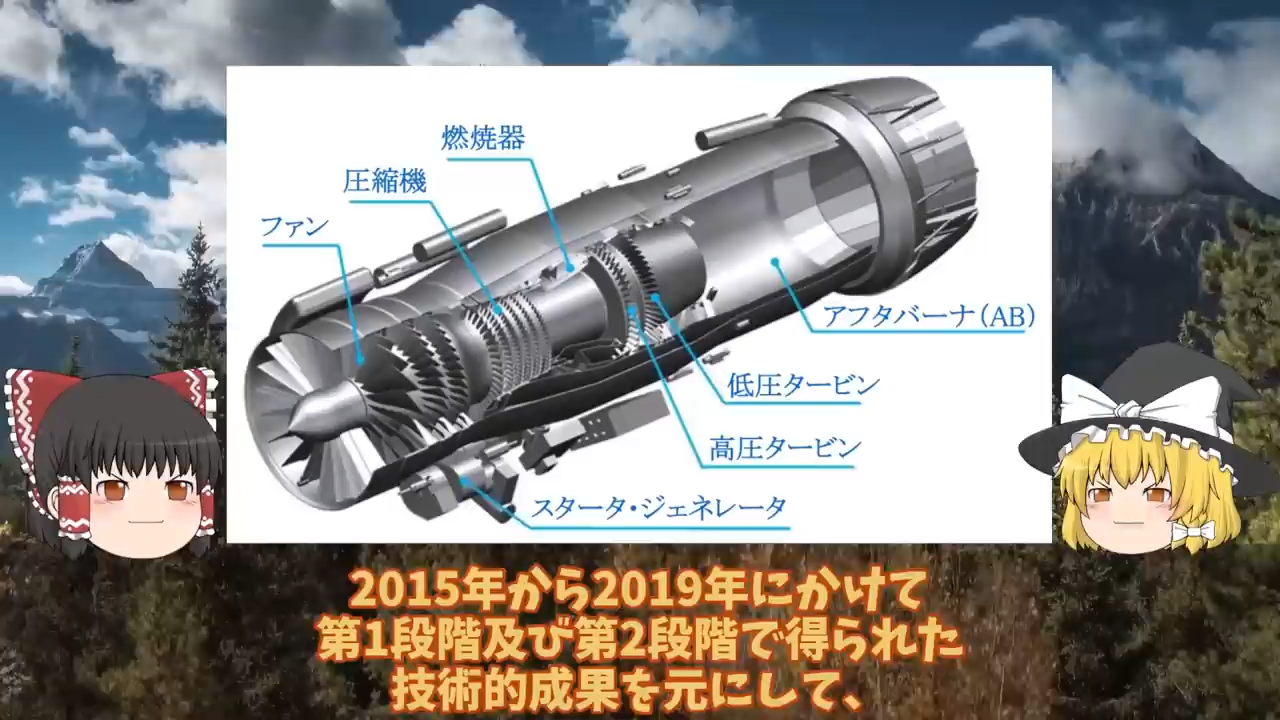 燃焼器
圧縮機
ファン
アフタバーナ(AB)
低圧タービン
高圧タービン
スタータ・ジェネレータ
2015年から2019年にかけて
第1段階及び第2段階で得られた
技術的成果を元にして、